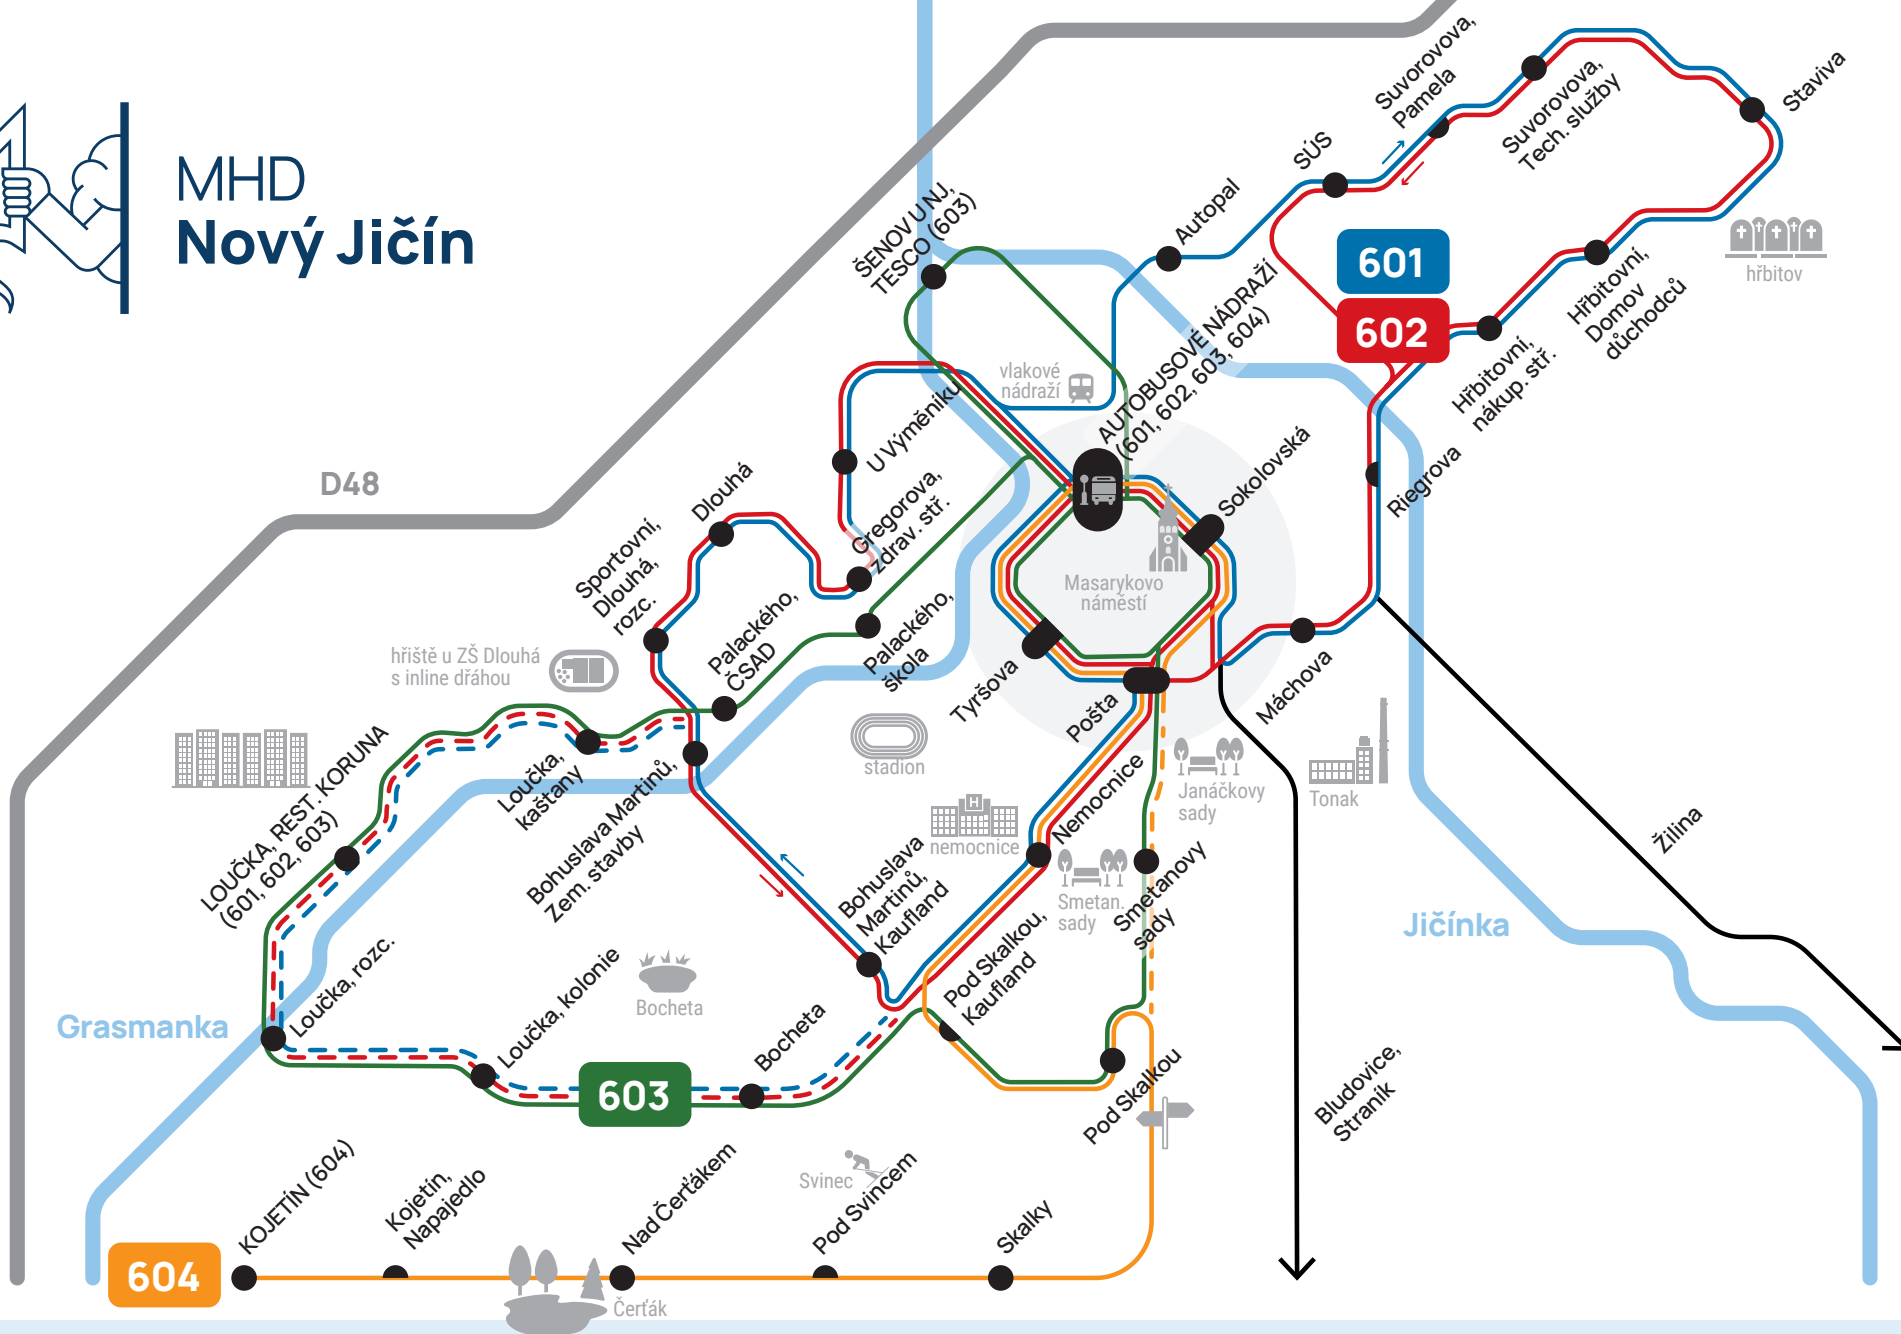 MHD
Nový Jičín
D48
ŠENOV U NJ,
TESCO (603)
Autopal
SÚS
Suvorovova,
Pamela
Suvorovova,
Tech. služby
Staviva
hřbitov
601
602
Hřbitovní,
Domov
důchodců
Hřbitovní,
nákup. stř.
AUTOBUSOVÉ NÁDRAŽÍ
(601, 602, 603, 604)
vlakové
nádraží
U Výměníku
Gregorova,
zdrav. stř.
Dlouhá
Sportovní,
Dlouhá,
rozc.
Sokolovská
Riegrova
Masarykovo
náměstí
Palackého,
ČSAD
Palackého,
škola
hřiště u ZŠ Dlouhá
s inline dráhou
Tyršova
Pošta
Máchova
stadion
Janáčkovy
sady
Tonak
Žilina
LOUČKA, REST. KORUNA
(601, 602, 603)
Loučka,
kaštany
Bohuslava Martinů,
Zem. stavby
Bohuslava
Martinů,
Kaufland
nemocnice
Nemocnice
Smetan.
sady
Smetanovy
sady
Jičínka
Grasmanka
Loučka, rozc.
Loučka, kolonie
Bocheta
Bocheta
Pod Skalkou,
Kaufland
Pod Skalkou
603
Bludovice,
Straník
604
KOJETÍN (604)
Kojetín,
Napajedlo
Nad Čerťákem
Svinec
Pod Svincem
Skalky
Čerťák